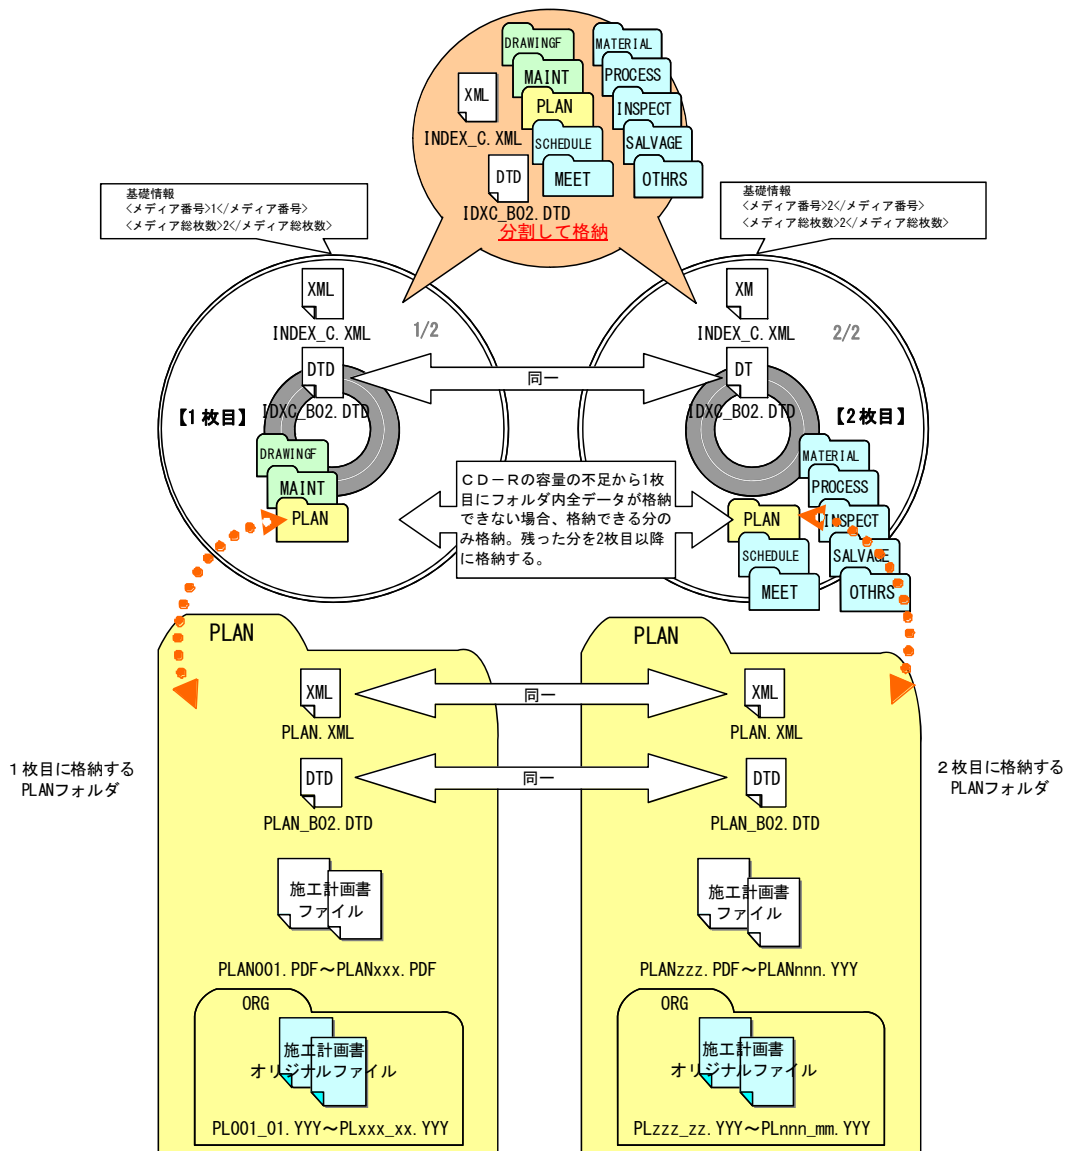 DRAWINGF
MAINT
PLAN
SCHEDULE
MEET
MATERIAL
PROCESS
INSPECT
SALVAGE
OTHRS
XML
INDEX_C.XML
DTD
IDXC_B02.DTD
分割して格納
基礎情報
<メディア番号>1</メディア番号>
<メディア総枚数>2</メディア総枚数>
基礎情報
<メディア番号>2</メディア番号>
<メディア総枚数>2</メディア総枚数>
XML
INDEX_C.XML
1/2
DTD
IDXC_B02.DTD
【1枚目】
DRAWINGF
MAINT
PLAN
同一
XM
INDEX_C.XML
2/2
DT
IDXC_B02.DTD
【2枚目】
MATERIAL
PROCESS
INSPECT
SALVAGE
OTHRS
PLAN
SCHEDULE
MEET
CD－Rの容量の不足から1枚
目にフォルダ内全データが格納
できない場合、格納できる分の
み格納。残った分を2枚目以降
に格納する。
PLAN
XML
PLAN.XML
DTD
PLAN_B02.DTD
施工計画書
ファイル
PLAN001.PDF～PLANxxx.PDF
ORG
施工計画書
オリジナルファイル
PL001_01.YYY～PLxxx_xx.YYY
１枚目に格納する
PLANフォルダ
同一
同一
PLAN
XML
PLAN.XML
DTD
PLAN_B02.DTD
施工計画書
ファイル
PLANzzz.PDF～PLANnnn.YYY
ORG
施工計画書
オリジナルファイル
PLzzz_zz.YYY～PLnnn_mm.YYY
２枚目に格納する
PLANフォルダ